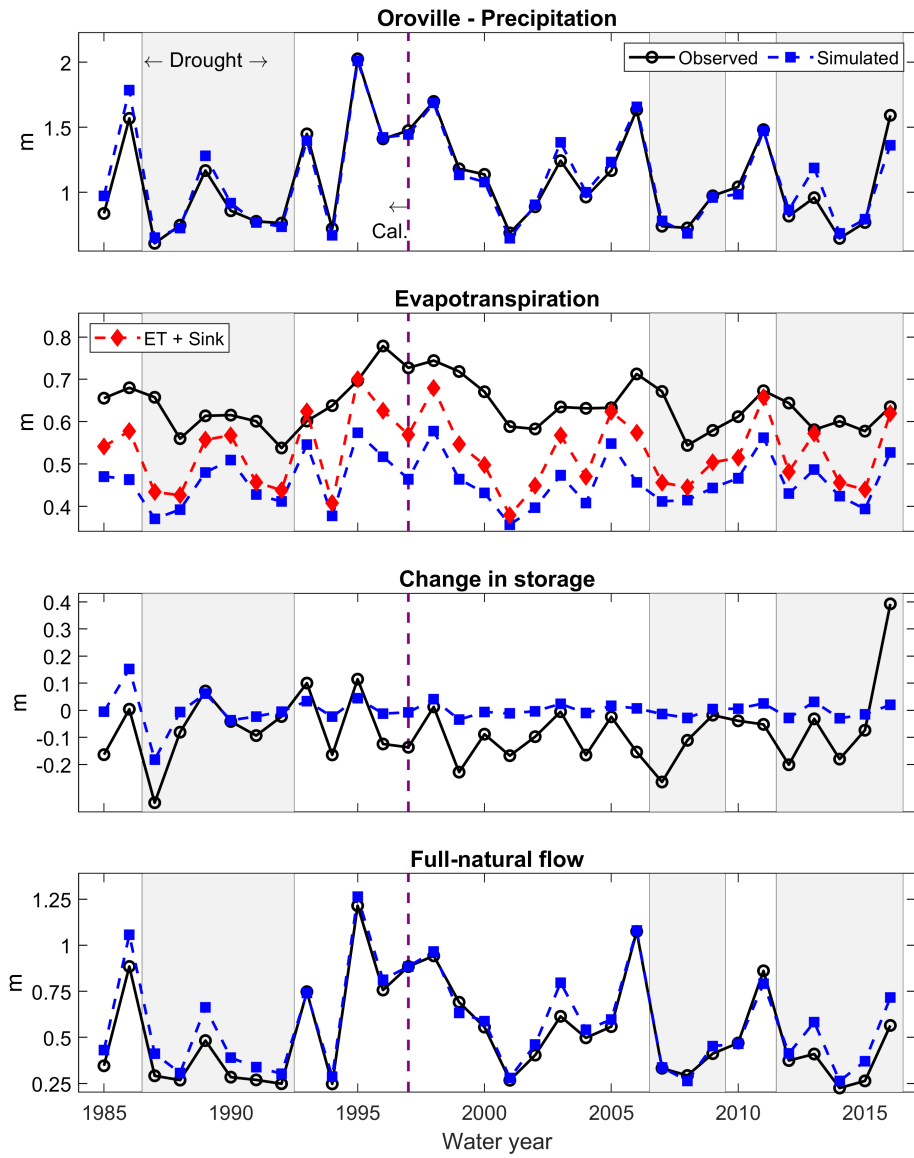 Oroville - Precipitation
2
1.5
1
m
← Drought →
Observed
Simulated
←
Cal.
Evapotranspiration
0.8
0.7
0.6
0.5
0.4
m
ET + Sink
Change in storage
0.4
0.3
0.2
0.1
0
-0.1
-0.2
m
Full-natural flow
1.25
1
0.75
0.5
0.25
m
1985 1990 1995 2000 2005 2010 2015
Water year